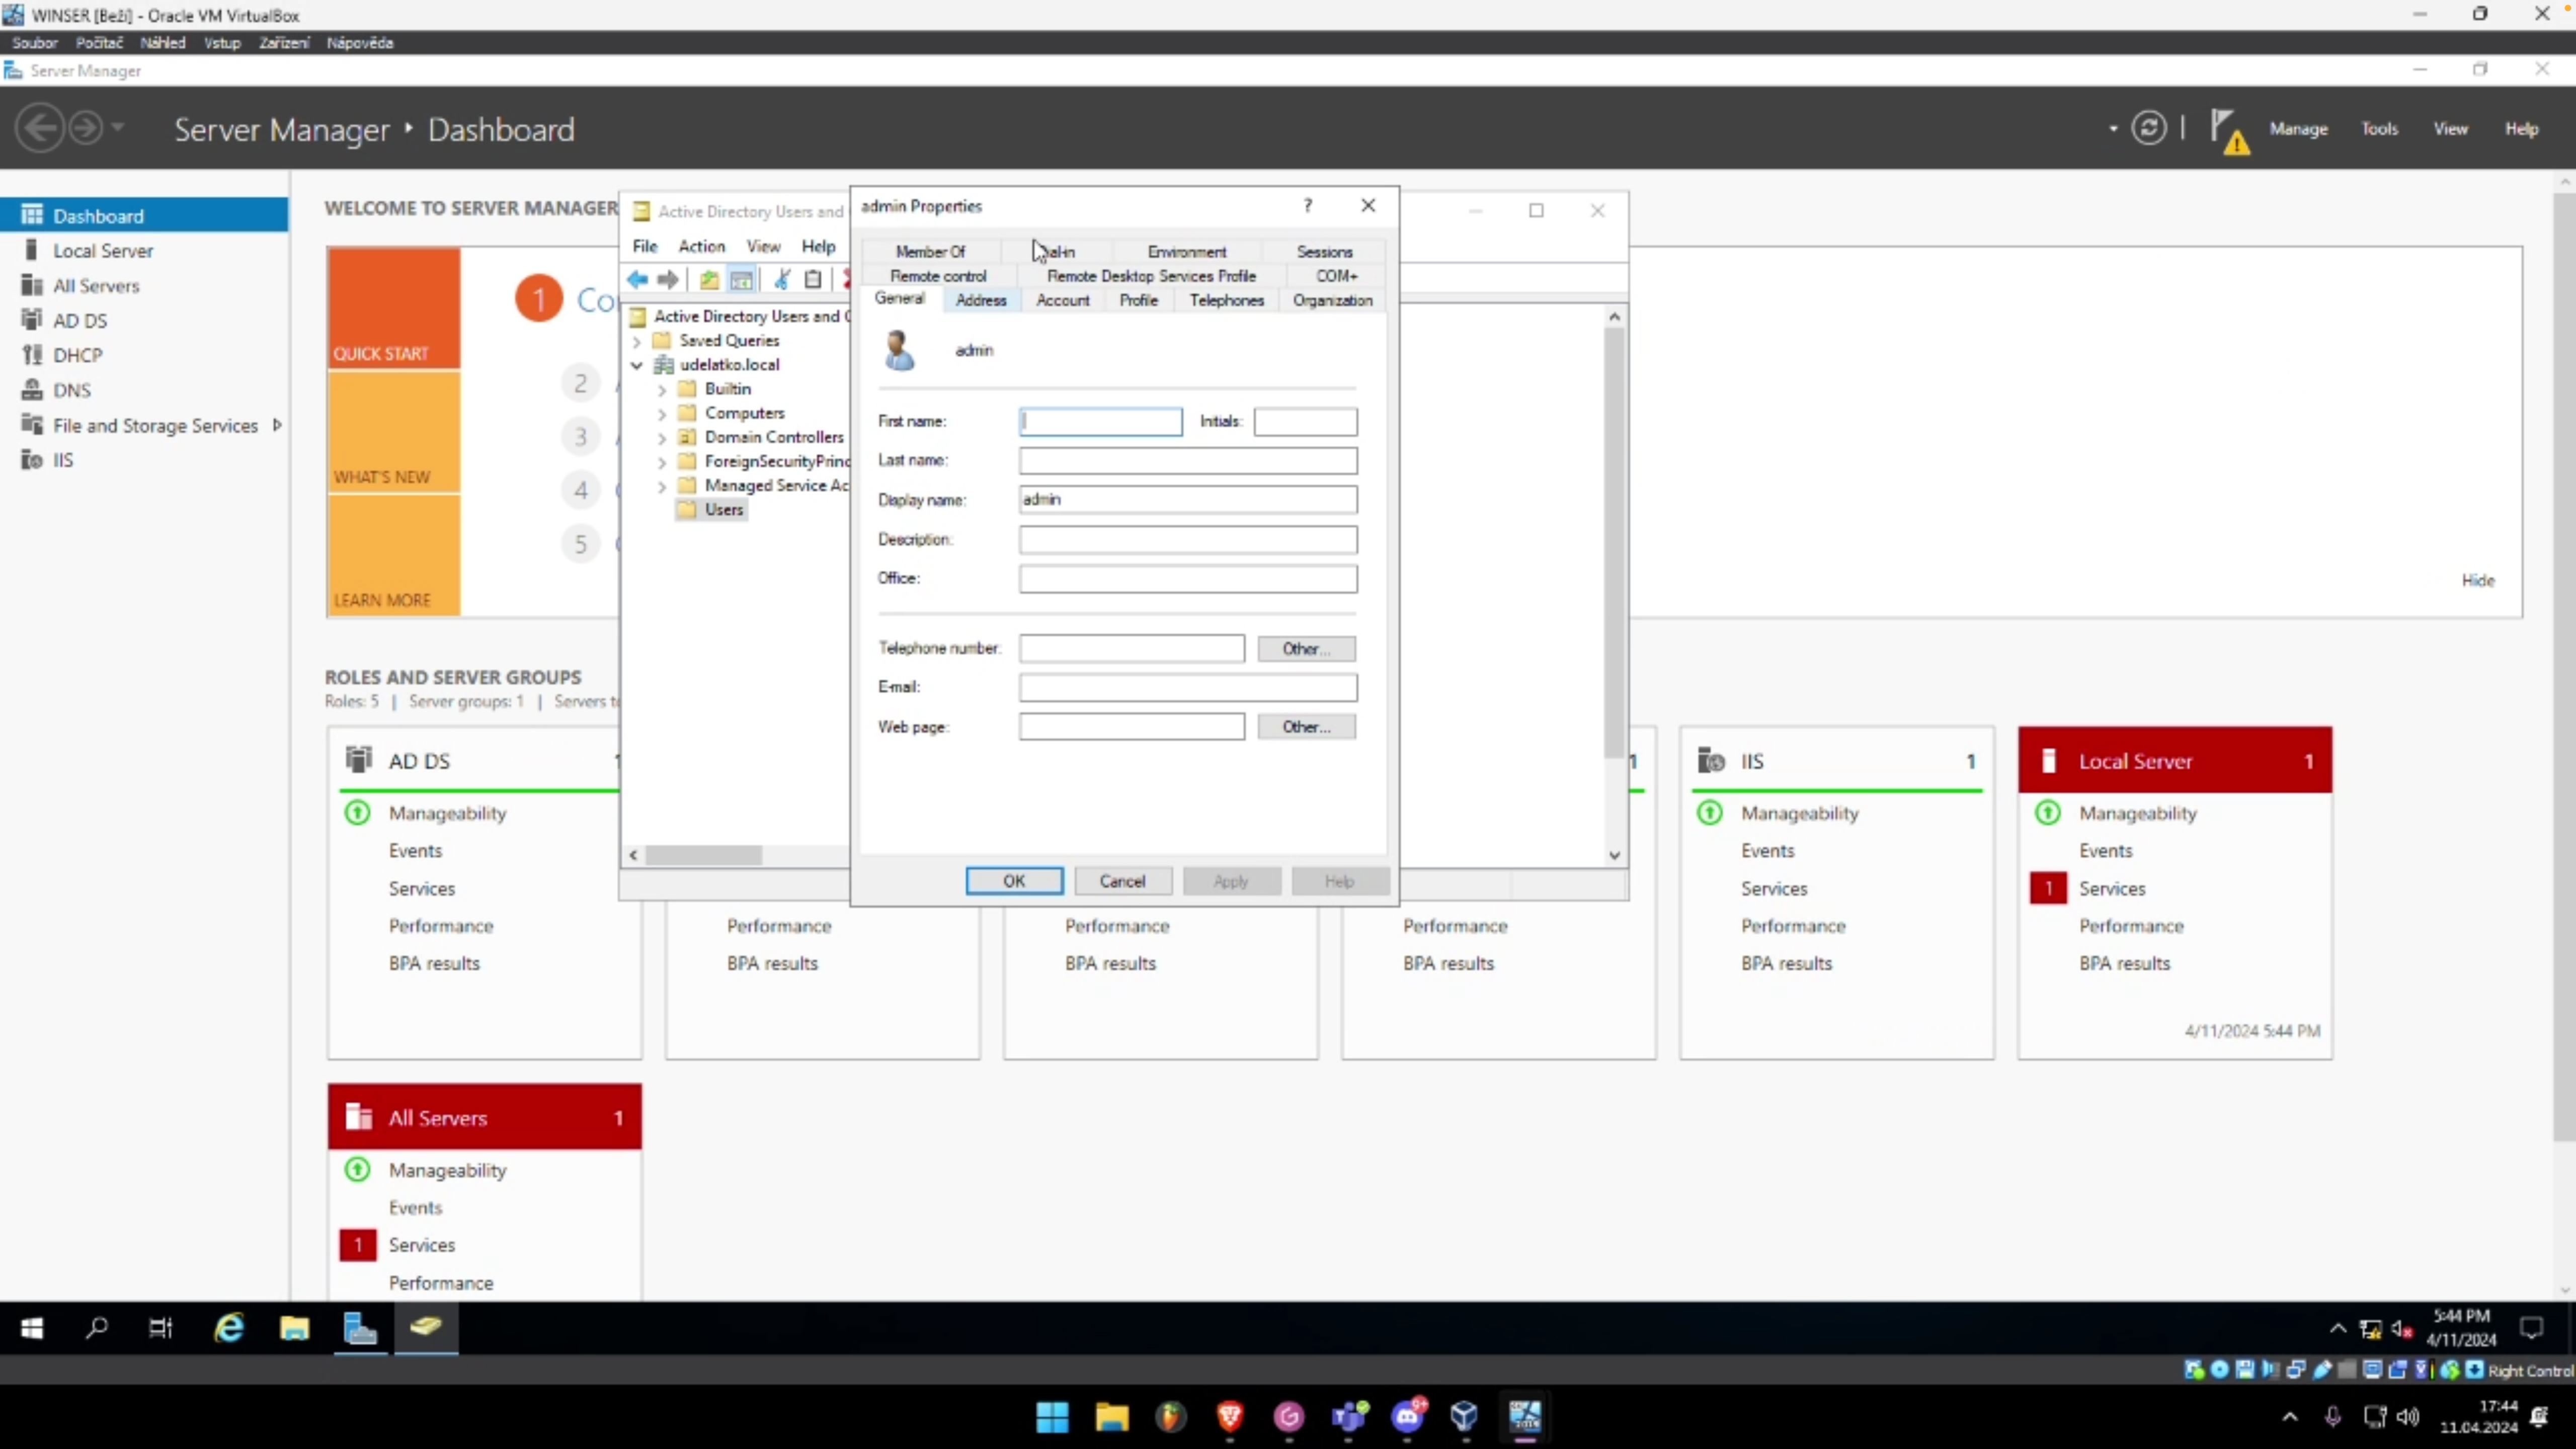 WINSER [Beží] - Oracle VM VirtualBox
Soubor Počítač Náhled Vstup Zařízení Nápověda
Server Manager
Server Manager Dashboard
Manage Tools View Help
Dashboard
Local Server
All Servers
AD DS
DHCP
DNS
File and Storage Services
IIS
WELCOME TO SERVER MANAGER
QUICK START
WHAT'S NEW
LEARN MORE
1 Co
2
3
4
5
Hide
Active Directory Users and
File Action View Help
Active Directory Users and C
Saved Queries
udelatko.local
Builtin
Computers
Domain Controllers
ForeignSecurityPrinc
Managed Service Ac
Users
admin Properties
Member Of Dial-in Environment Sessions
Remote control Remote Desktop Services Profile COM+
General Address Account Profile Telephones Organization
admin
First name: Initials:
Last name:
Display name: admin
Description:
Office:
Telephone number: Other...
E-mail:
Web page: Other...
OK Cancel Apply Help
ROLES AND SERVER GROUPS
Roles: 5 | Server groups: 1 | Servers t
AD DS 1
Manageability
Events
Services
Performance
BPA results
Performance
BPA results
Performance
BPA results
1
Performance
BPA results
IIS 1
Manageability
Events
Services
Performance
BPA results
Local Server 1
Manageability
Events
1 Services
Performance
BPA results
4/11/2024 5:44 PM
All Servers 1
Manageability
Events
1 Services
Performance
5:44 PM
4/11/2024
Right Control
9+
17:44
11.04.2024